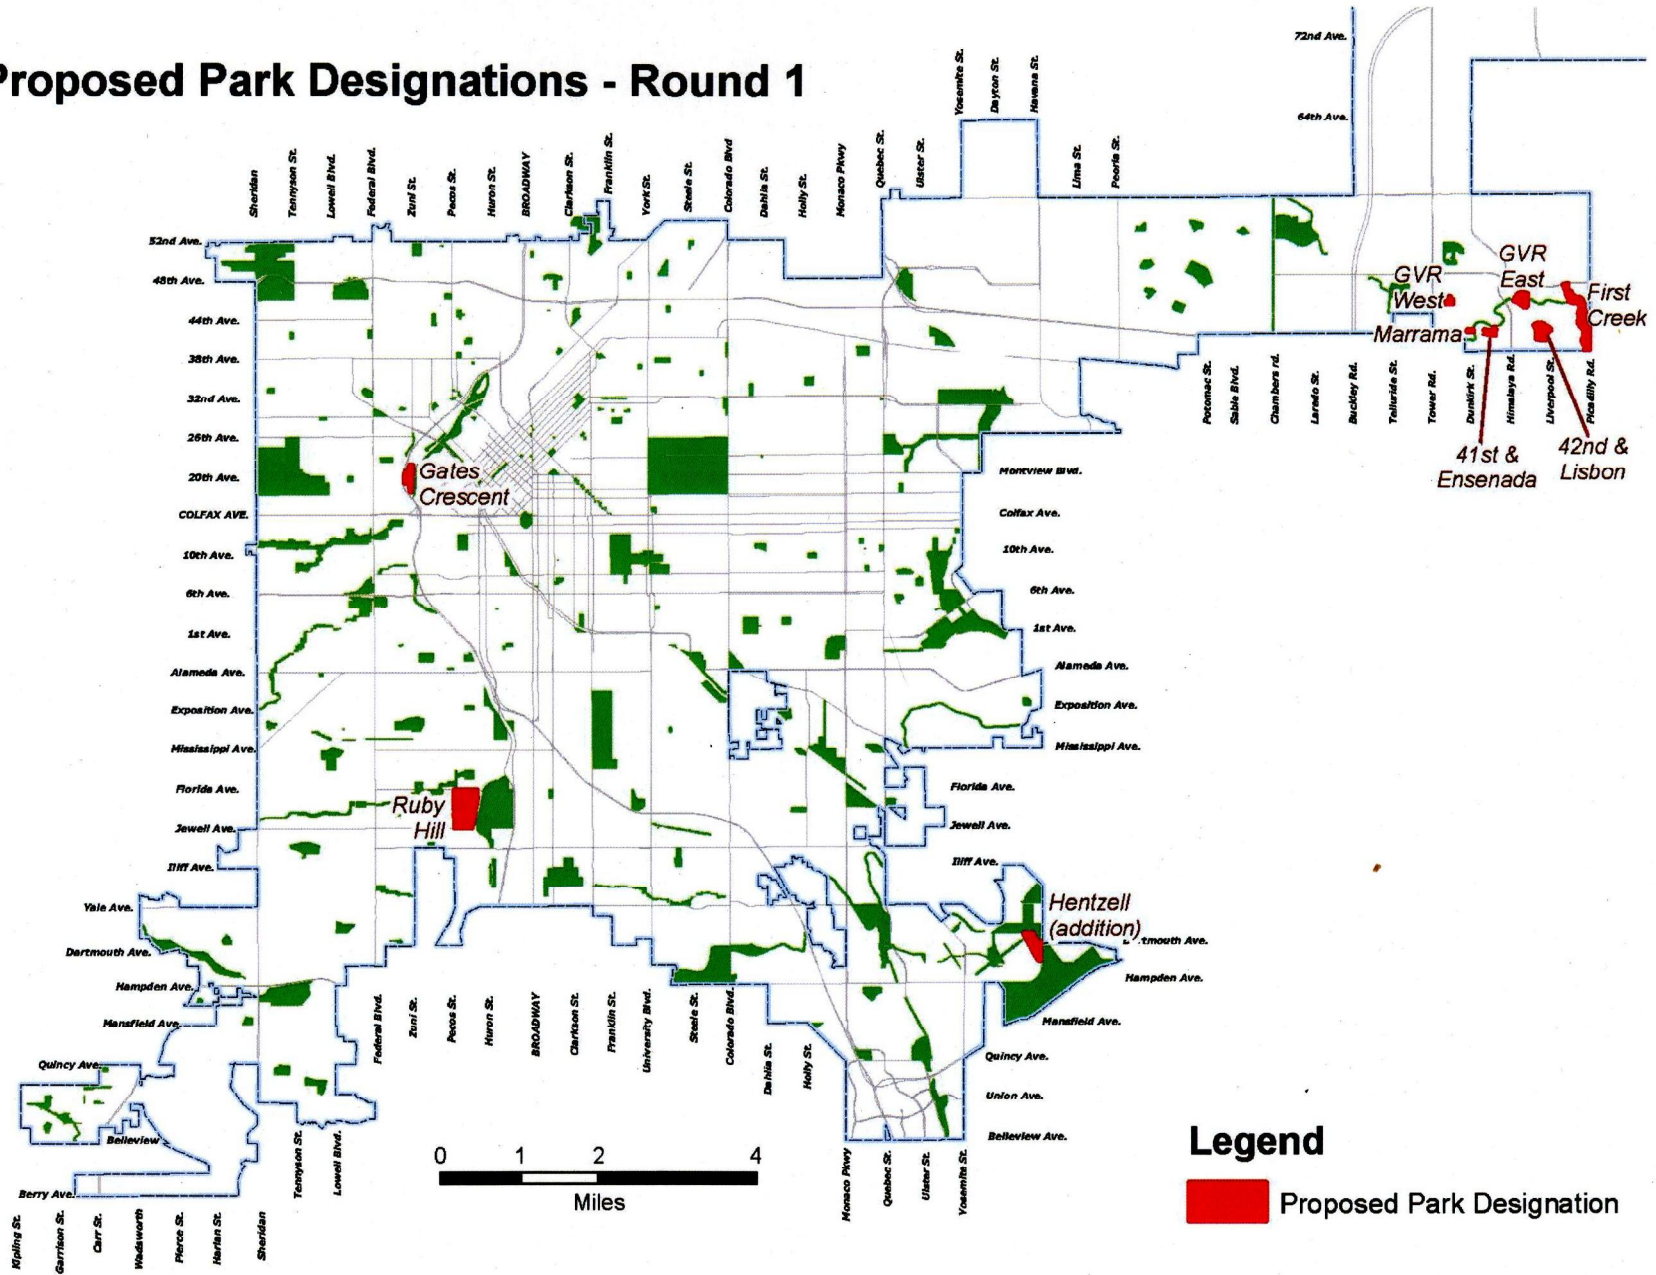 Proposed Park Designations - Round 1
72nd Ave.
64th Ave.
Yosemite St.
Dayton St.
Havana St.
Sheridan
Tennyson St.
Lowell Blvd.
Federal Blvd.
Zuni St.
Pecos St.
Huron St.
BROADWAY
Clarkson St.
Franklin St.
York St.
Steele St.
Colorado Blvd
Dahlia St.
Holly St.
Monaco Pkwy
Quebec St.
Ulster St.
Lima St.
Peoria St.
52nd Ave.
48th Ave.
44th Ave.
38th Ave.
32nd Ave.
26th Ave.
20th Ave.
COLFAX AVE.
10th Ave.
6th Ave.
1st Ave.
Alameda Ave.
Exposition Ave.
Mississippi Ave.
Florida Ave.
Jewell Ave.
Iliff Ave.
Yale Ave.
Dartmouth Ave.
Hampden Ave.
Mansfield Ave.
Quincy Ave.
Belleview
Berry Ave.
GVR
West
GVR
East
First
Creek
Marrama
41st &
Ensenada
42nd &
Lisbon
Potomac St.
Sable Blvd.
Chambers rd.
Laredo St.
Buckley Rd.
Telluride St.
Tower Rd.
Dunkirk St.
Himalaya Rd.
Liverpool St.
Picadilly Rd.
Gates
Crescent
Montview Blvd.
Colfax Ave.
10th Ave.
6th Ave.
1st Ave.
Alameda Ave.
Exposition Ave.
Mississippi Ave.
Florida Ave.
Jewell Ave.
Iliff Ave.
Ruby
Hill
Hentzell
(addition)
Hampden Ave.
Mansfield Ave.
Quincy Ave.
Union Ave.
Belleview Ave.
Federal Blvd.
Zuni St.
Pecos St.
Huron St.
BROADWAY
Clarkson St.
Franklin St.
University Blvd.
Steele St.
Colorado Blvd.
Dahlia St.
Holly St.
Monaco Pkwy
Quebec St.
Ulster St.
Yosemite St.
Kipling St.
Garrison St.
Carr St.
Wadsworth
Pierce St.
Harlan St.
Sheridan
Tennyson St.
Lowell Blvd.
0 1 2 4
Miles
Legend
Proposed Park Designation